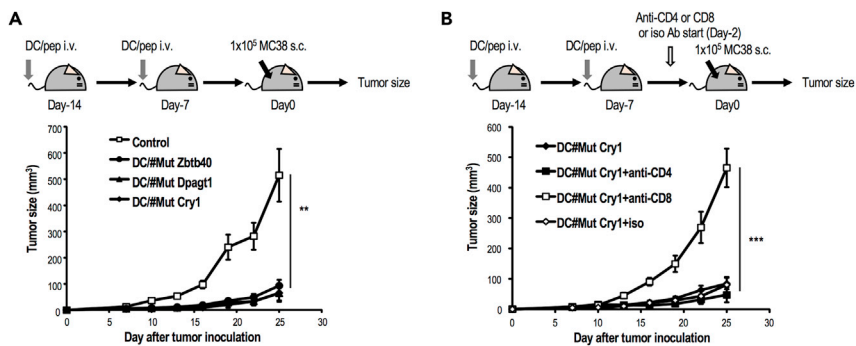 A
DC/pep i.v.
DC/pep i.v.
1x10⁵ MC38 s.c.
Tumor size
Day-14
Day-7
Day0
Tumor size (mm³)
700
600
500
400
300
200
100
0
Control
DC/#Mut Zbtb40
DC/#Mut Dpagt1
DC/#Mut Cry1
**
0
5
10
15
20
25
30
Day after tumor inoculation
B
Anti-CD4 or CD8
or iso Ab start (Day-2)
DC/pep i.v.
DC/pep i.v.
1x10⁵ MC38 s.c.
Tumor size
Day-14
Day-7
Day0
Tumor size (mm³)
600
500
400
300
200
100
0
DC#Mut Cry1
DC#Mut Cry1+anti-CD4
DC#Mut Cry1+anti-CD8
DC#Mut Cry1+iso
***
0
5
10
15
20
25
30
Day after tumor inoculation